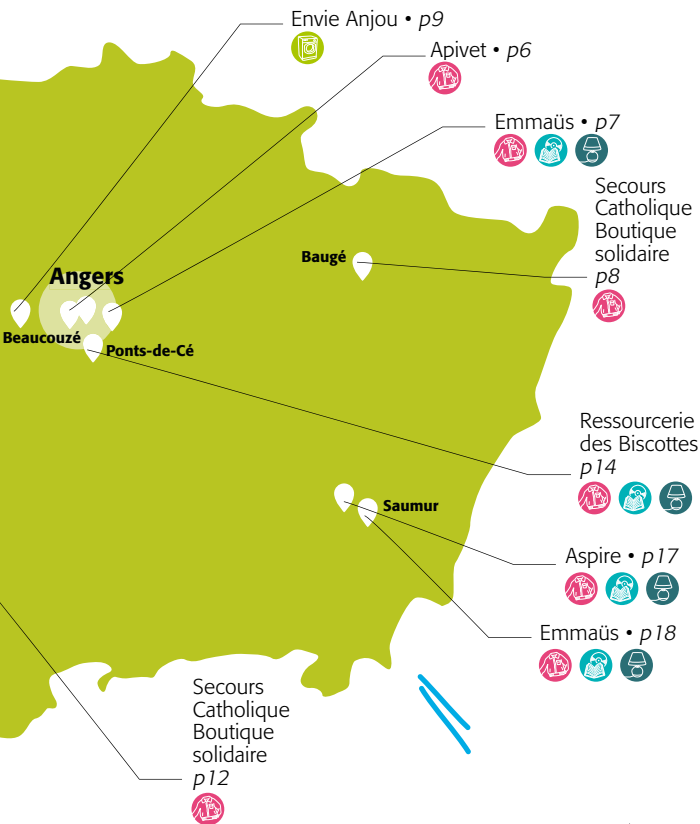 Envie Anjou • p9
Apivet • p6
Emmaüs • p7
Secours
Catholique
Boutique
solidaire
p8
Baugé
Angers
Beaucouzé
Ponts-de-Cé
Ressourcerie
des Biscottes
p14
Saumur
Aspire • p17
Emmaüs • p18
Secours
Catholique
Boutique
solidaire
p12